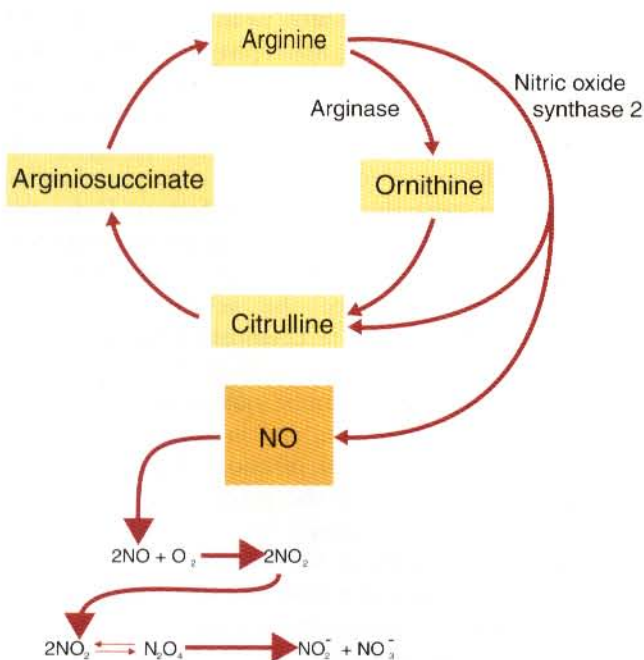 Arginine
Nitric oxide
synthase 2
Arginase
Arginiosuccinate
Ornithine
Citrulline
NO
2NO + O₂ 2NO₂
2NO₂ N₂O₄ NO₂⁻ + NO₃⁻